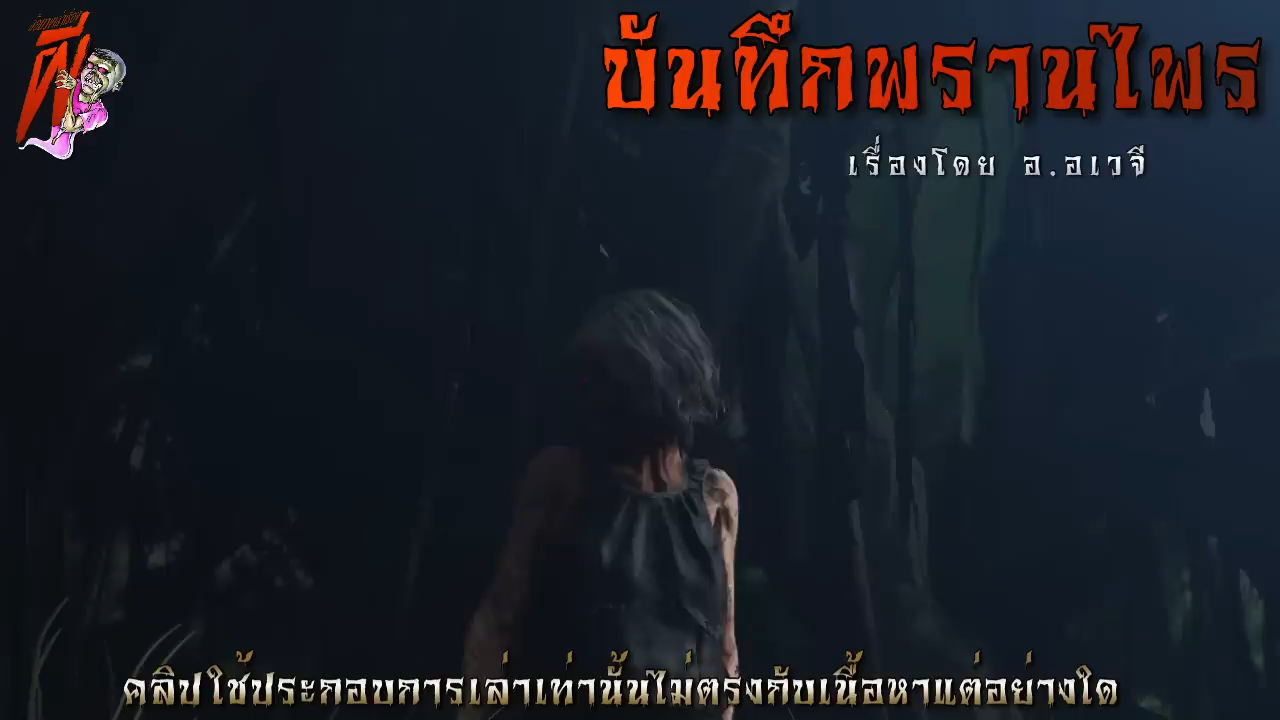 ผี
บันทึกพรานไพร
เรื่องโดย อ.อเวจี
คลิปใช้ประกอบการเล่าเท่านั้นไม่ตรงกับเนื้อหาแต่อย่างใด